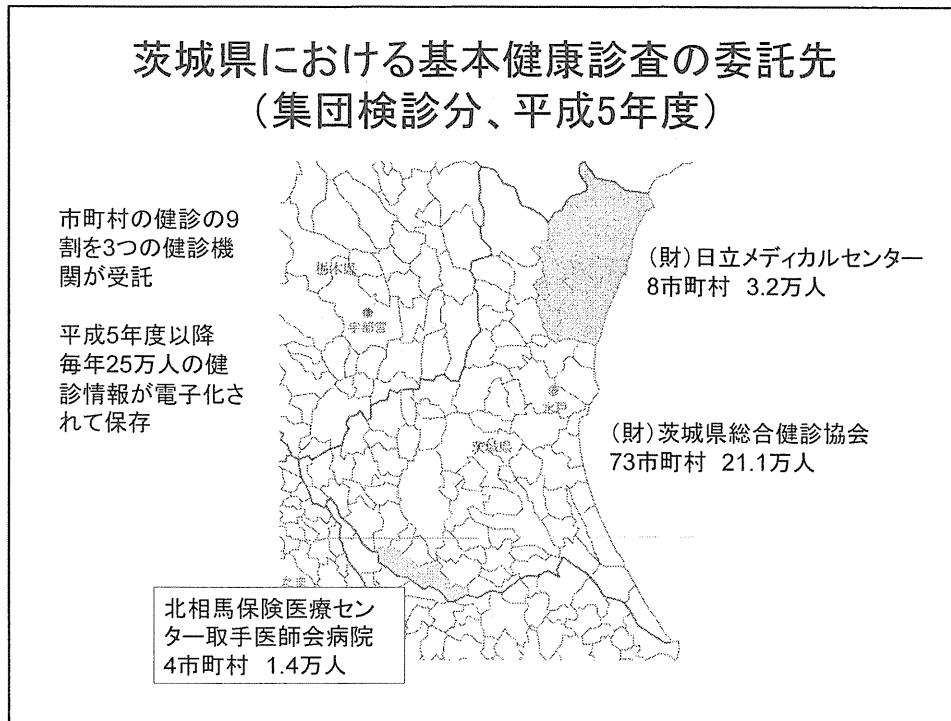 茨城県における基本健康診査の委託先
（集団検診分、平成5年度）
市町村の健診の9
割を3つの健診機
関が受託
平成5年度以降
毎年25万人の健
診情報が電子化さ
れて保存
栃木県
宇都宮
水戸
茨城県
（財）日立メディカルセンター
8市町村 3.2万人
（財）茨城県総合健診協会
73市町村 21.1万人
北相馬保険医療セン
ター取手医師会病院
4市町村 1.4万人